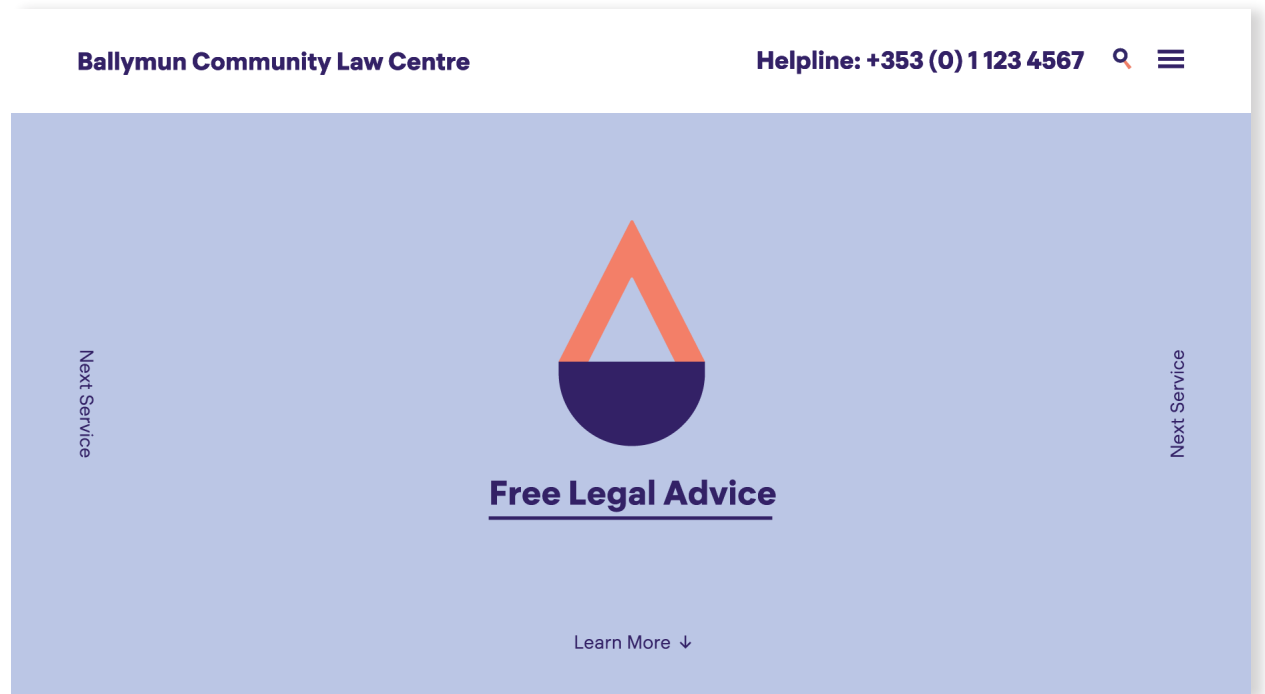 Ballymun Community Law Centre
Helpline: +353 (0) 1 123 4567
Next Service
Next Service
Free Legal Advice
Learn More ↓